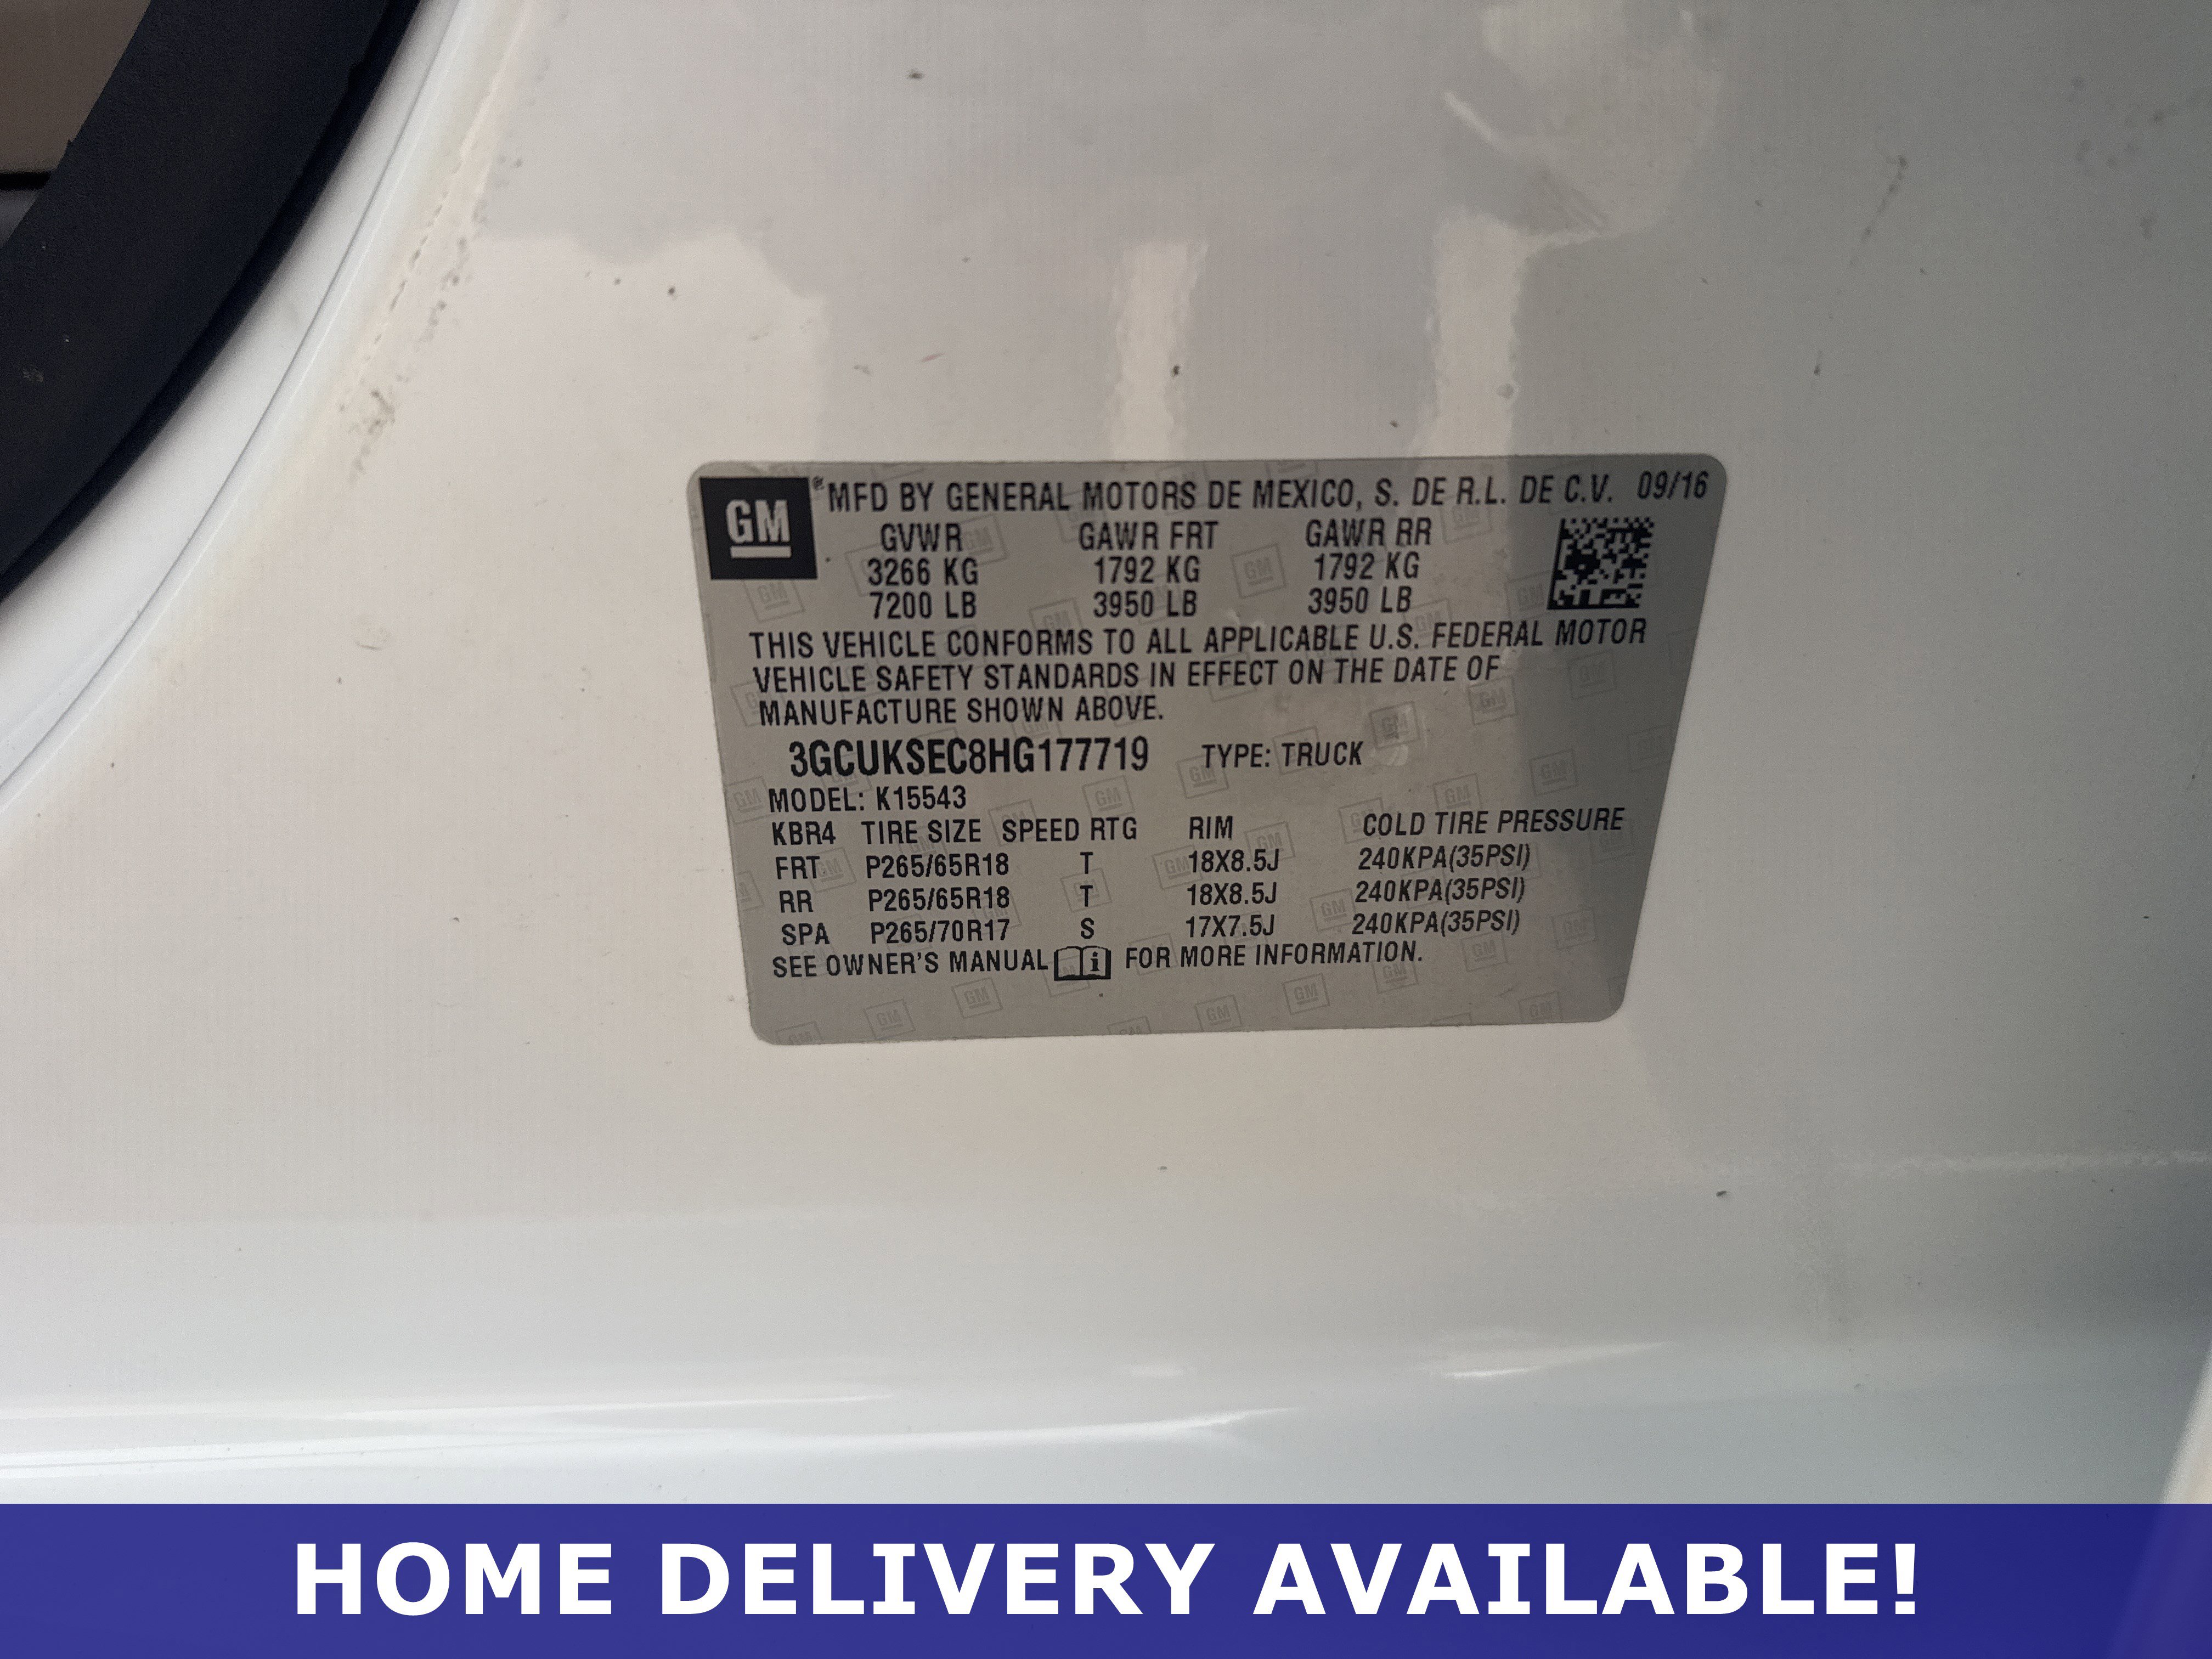 GM ® MFD BY GENERAL MOTORS DE MEXICO, S. DE R.L. DE C.V. 09/16
GVWR GAWR FRT GAWR RR
3266 KG 1792 KG 1792 KG
7200 LB 3950 LB 3950 LB
THIS VEHICLE CONFORMS TO ALL APPLICABLE U.S. FEDERAL MOTOR
VEHICLE SAFETY STANDARDS IN EFFECT ON THE DATE OF
MANUFACTURE SHOWN ABOVE.
3GCUKSEC8HG177719 TYPE: TRUCK
MODEL: K15543
KBR4 TIRE SIZE SPEED RTG RIM COLD TIRE PRESSURE
FRT P265/65R18 T 18X8.5J 240KPA(35PSI)
RR P265/65R18 T 18X8.5J 240KPA(35PSI)
SPA P265/70R17 S 17X7.5J 240KPA(35PSI)
SEE OWNER'S MANUAL i FOR MORE INFORMATION.
HOME DELIVERY AVAILABLE!